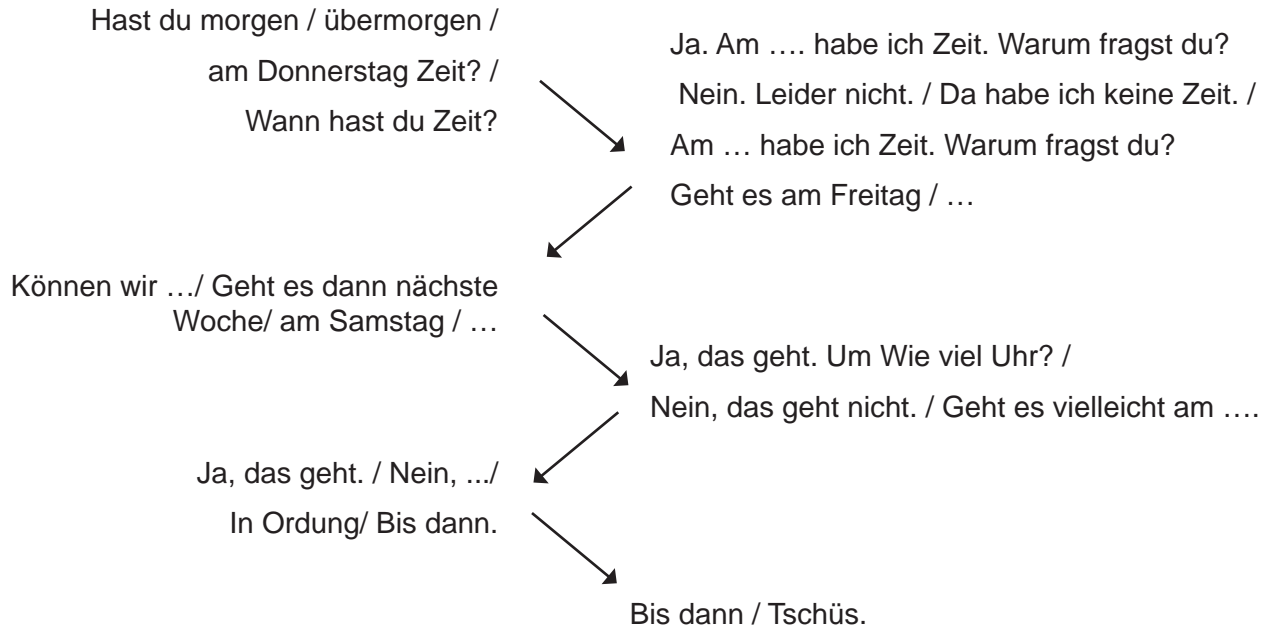 Hast du morgen / übermorgen /
am Donnerstag Zeit? /
Wann hast du Zeit?
Ja. Am …. habe ich Zeit. Warum fragst du?
Nein. Leider nicht. / Da habe ich keine Zeit. /
Am … habe ich Zeit. Warum fragst du?
Geht es am Freitag / …
Können wir …/ Geht es dann nächste
Woche/ am Samstag / …
Ja, das geht. Um Wie viel Uhr? /
Nein, das geht nicht. / Geht es vielleicht am ….
Ja, das geht. / Nein, .../
In Ordung/ Bis dann.
Bis dann / Tschüs.